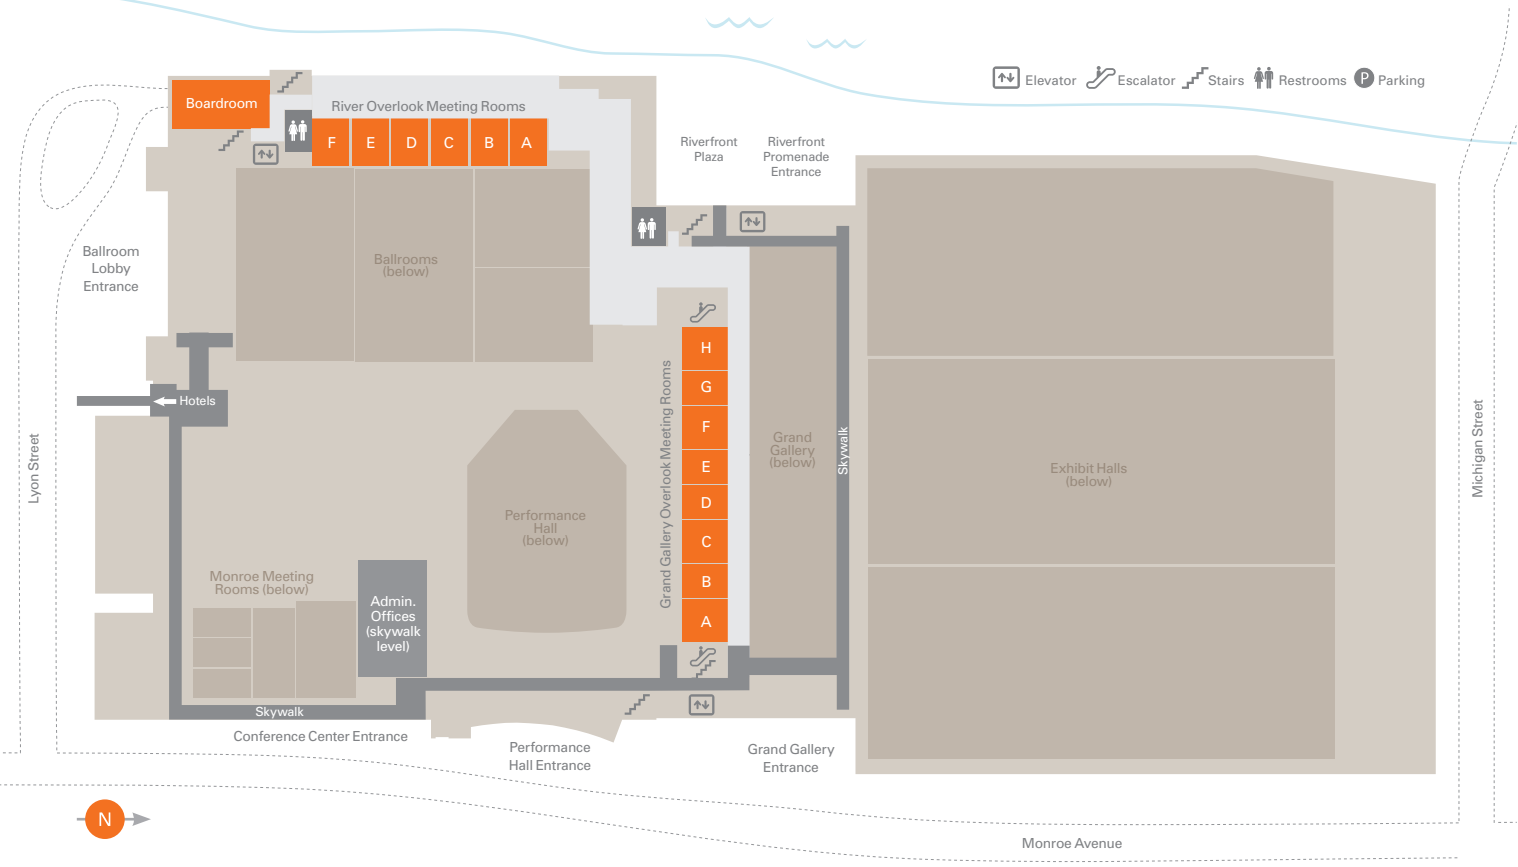 Elevator
Escalator
Stairs
Restrooms
P
Parking
Boardroom
River Overlook Meeting Rooms
F
E
D
C
B
A
Riverfront
Plaza
Riverfront
Promenade
Entrance
Ballroom
Lobby
Entrance
Ballrooms
(below)
Hotels
Lyon Street
H
G
F
E
D
C
B
A
Grand Gallery Overlook Meeting Rooms
Grand
Gallery
(below)
Skywalk
Exhibit Halls
(below)
Michigan Street
Performance
Hall
(below)
Monroe Meeting
Rooms (below)
Admin.
Offices
(skywalk
level)
Skywalk
Conference Center Entrance
Performance
Hall Entrance
Grand Gallery
Entrance
N
Monroe Avenue